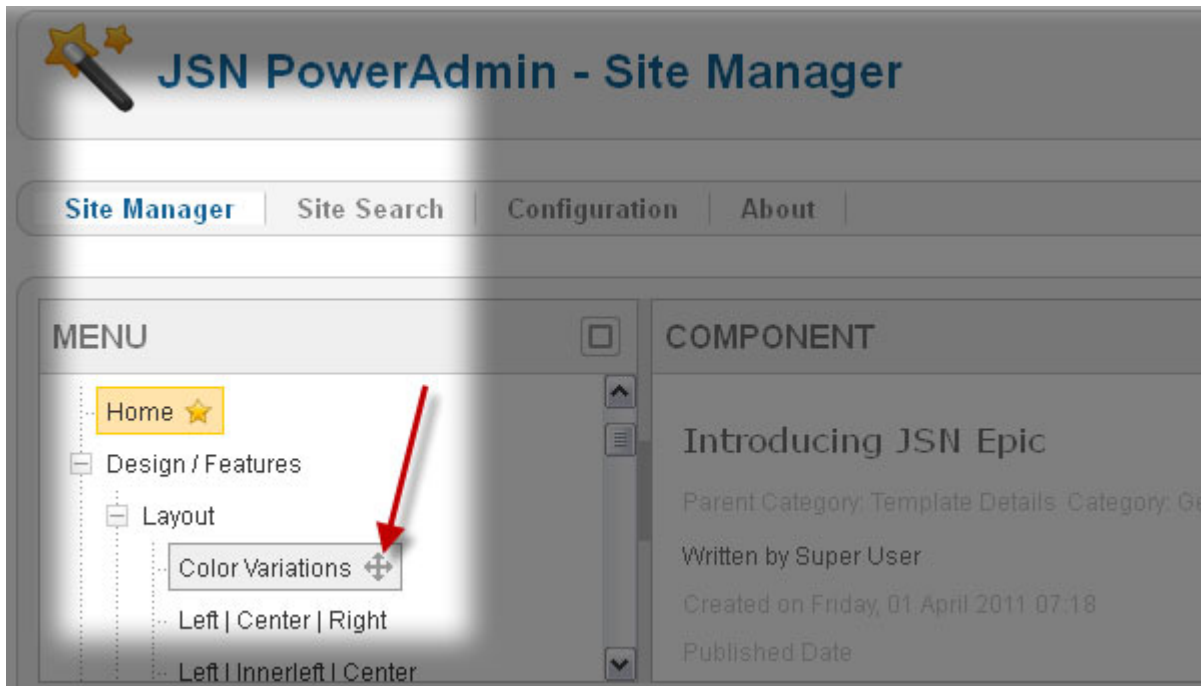 JSN PowerAdmin - Site Manager
Site Manager Site Search Configuration About
MENU
COMPONENT
Home
Design / Features
Layout
Color Variations
Left | Center | Right
Left | Innerleft | Center
Introducing JSN Epic
Parent Category: Template Details Category:
Written by Super User
Created on Friday, 01 April 2011 07:18
Published Date